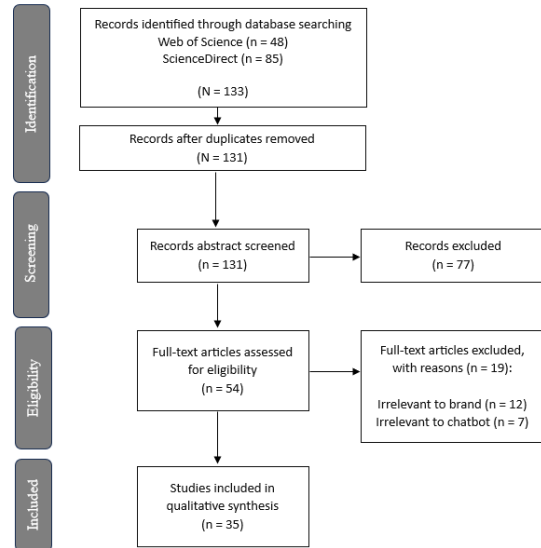 Identification
Records identified through database searching
Web of Science (n = 48)
ScienceDirect (n = 85)
(N = 133)
Records after duplicates removed
(N = 131)
Screening
Records abstract screened
(n = 131)
Records excluded
(n = 77)
Eligibility
Full-text articles assessed
for eligibility
(n = 54)
Full-text articles excluded,
with reasons (n = 19):
Irrelevant to brand (n = 12)
Irrelevant to chatbot (n = 7)
Included
Studies included in
qualitative synthesis
(n = 35)